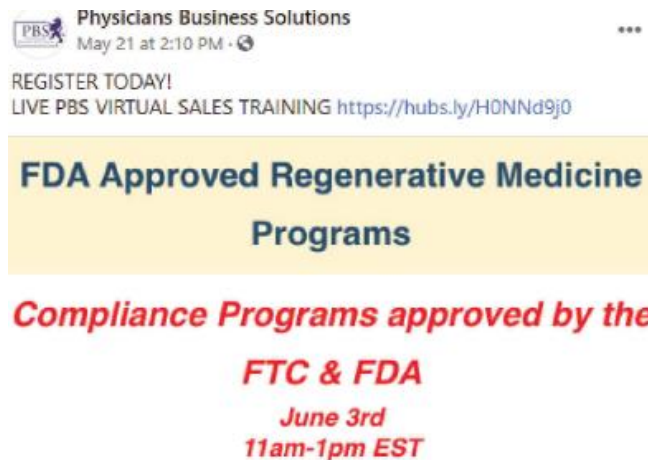 PBS
Physicians Business Solutions
May 21 at 2:10 PM ·
REGISTER TODAY!
LIVE PBS VIRTUAL SALES TRAINING https://hubs.ly/H0NNd9j0
FDA Approved Regenerative Medicine
Programs
Compliance Programs approved by the
FTC & FDA
June 3rd
11am-1pm EST